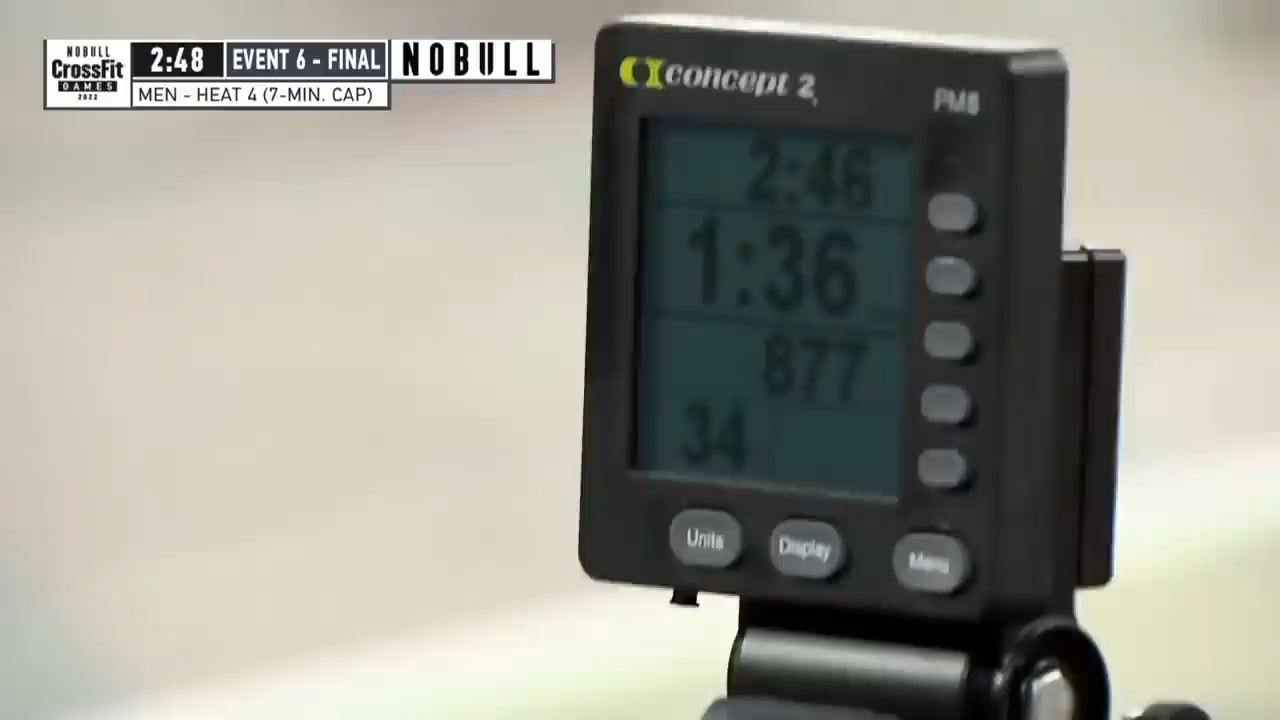 NOBULL
CrossFit
GAMES
2022
2:48
EVENT 6 - FINAL
NOBULL
MEN - HEAT 4 (7-MIN. CAP)
concept 2
PM5
2:46
1:36
877
34
Units
Display
Menu